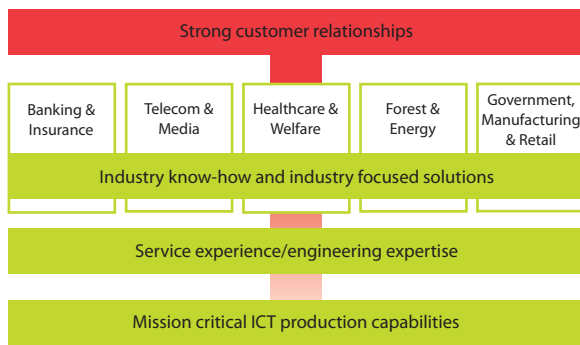 Strong customer relationships
Banking &
Insurance
Telecom &
Media
Healthcare &
Welfare
Forest &
Energy
Government,
Manufacturing
& Retail
Industry know-how and industry focused solutions
Service experience/engineering expertise
Mission critical ICT production capabilities